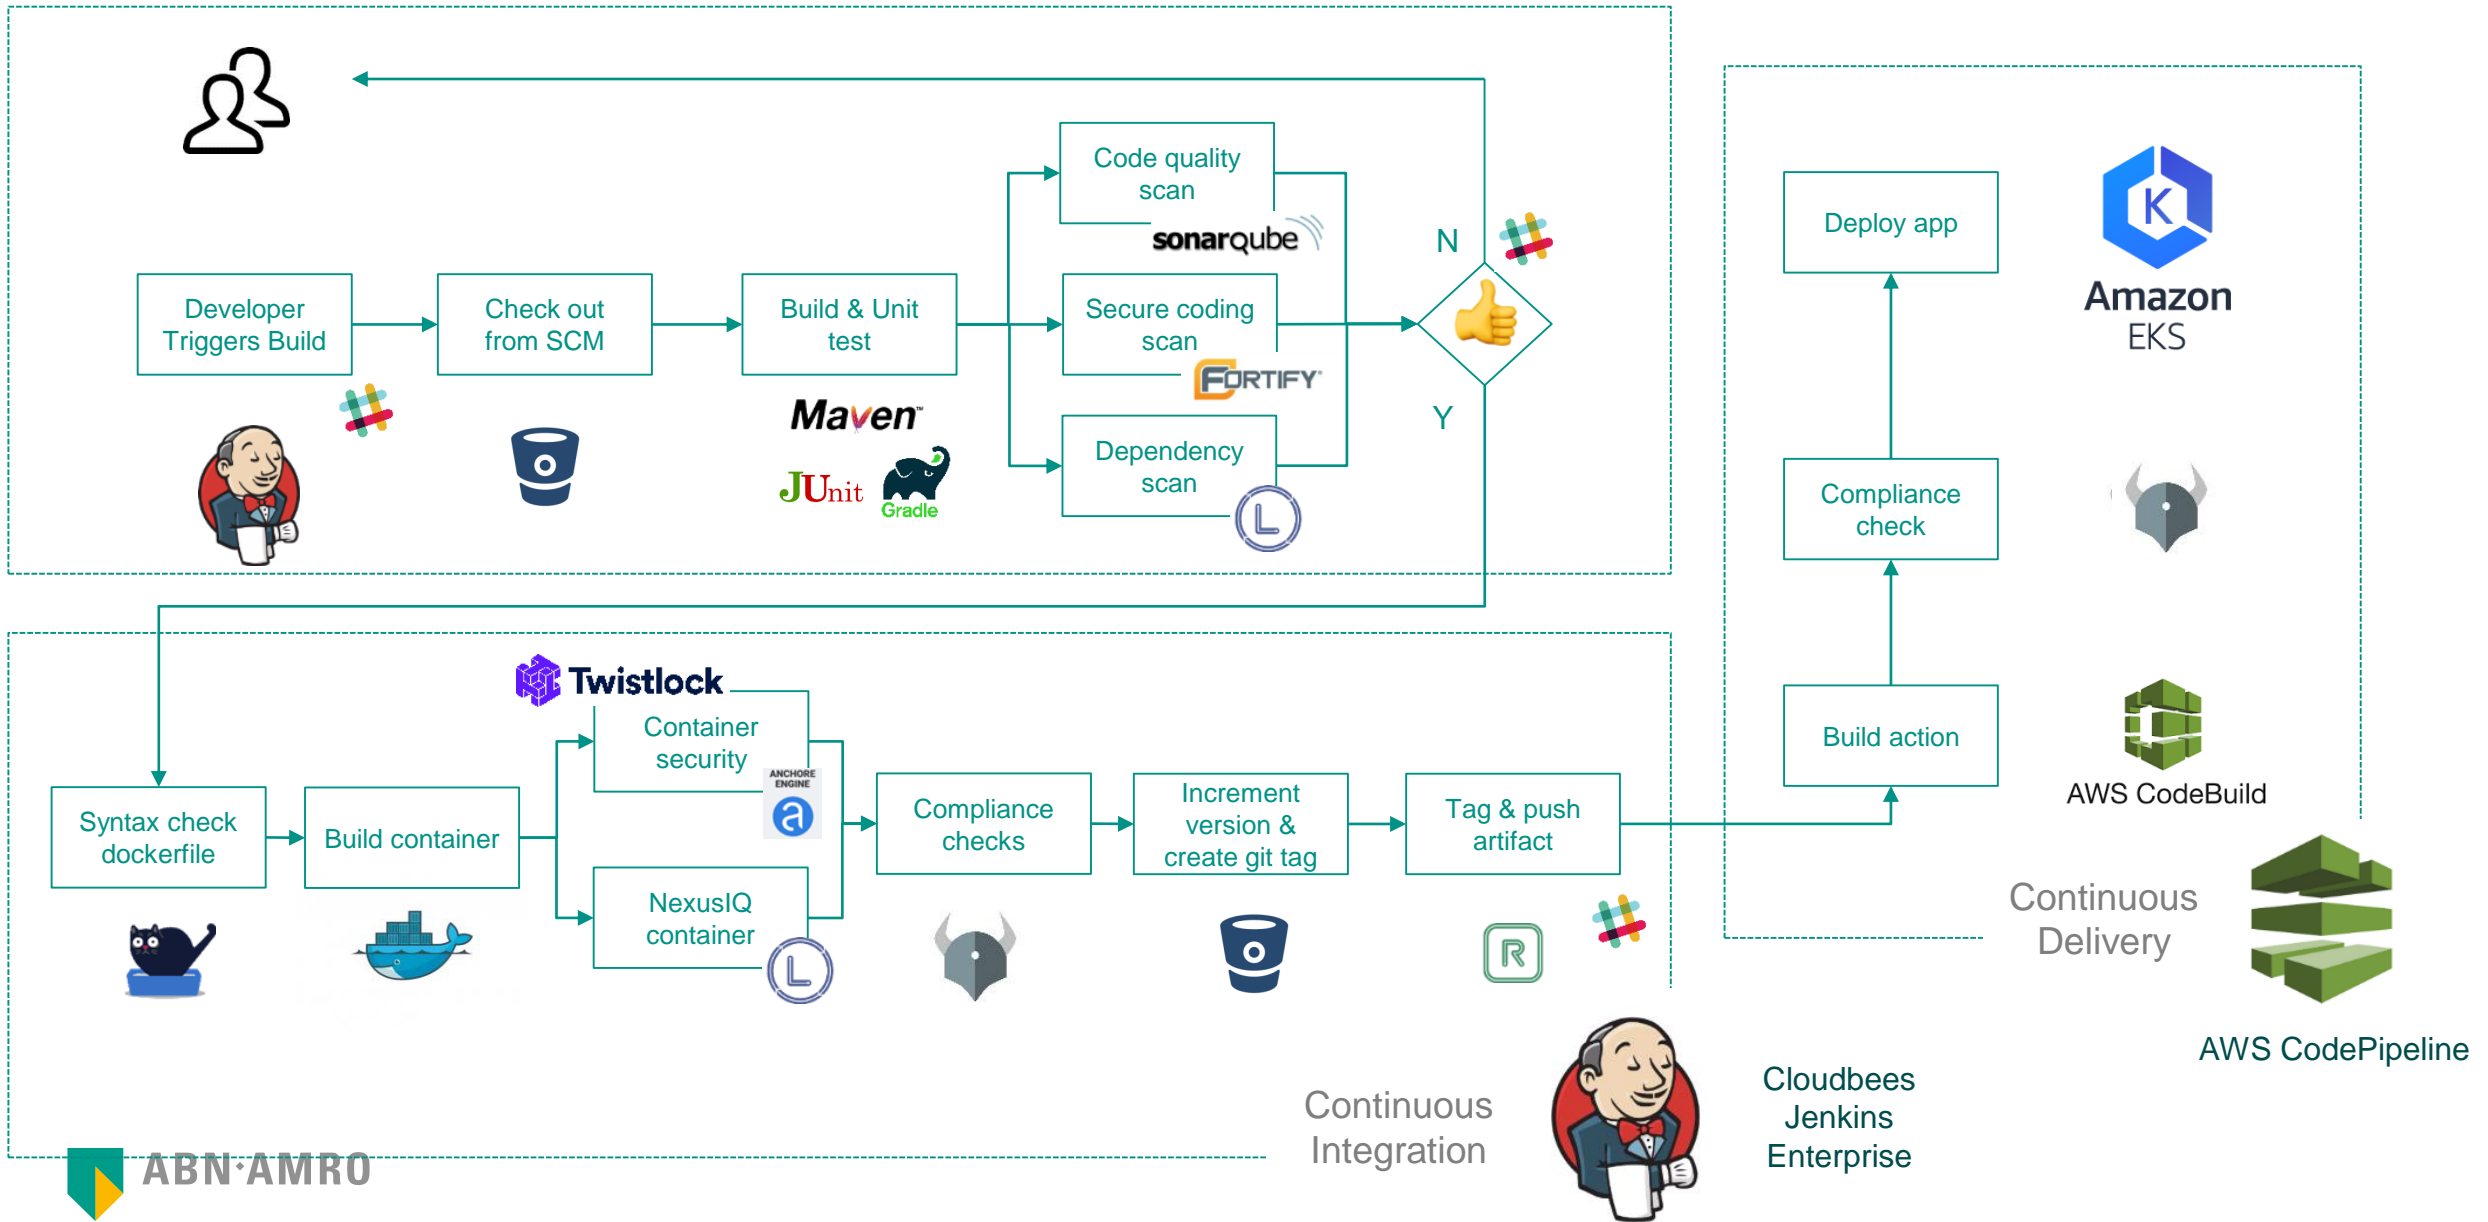 Developer
Triggers Build
Check out
from SCM
Build & Unit
test
Maven™
JUnit
Gradle
Code quality
scan
sonarqube
Secure coding
scan
FORTIFY
Dependency
scan
L
N
Y
Deploy app
K
Amazon
EKS
Compliance
check
Build action
AWS CodeBuild
Continuous
Delivery
AWS CodePipeline
Twistlock
Container
security
ANCHORE
ENGINE
a
Syntax check
dockerfile
Build container
NexusIQ
container
L
Compliance
checks
Increment
version &
create git tag
Tag & push
artifact
R
Continuous
Integration
Cloudbees
Jenkins
Enterprise
ABN·AMRO